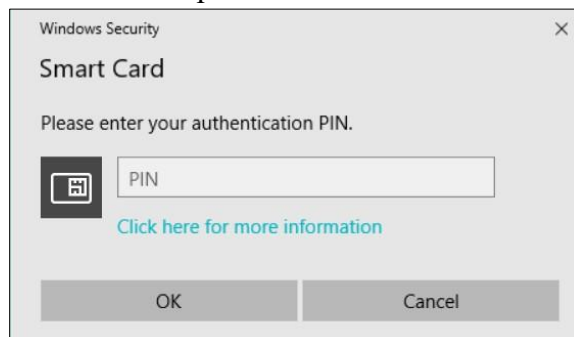 Windows Security
Smart Card
Please enter your authentication PIN.
PIN
Click here for more information
OK Cancel